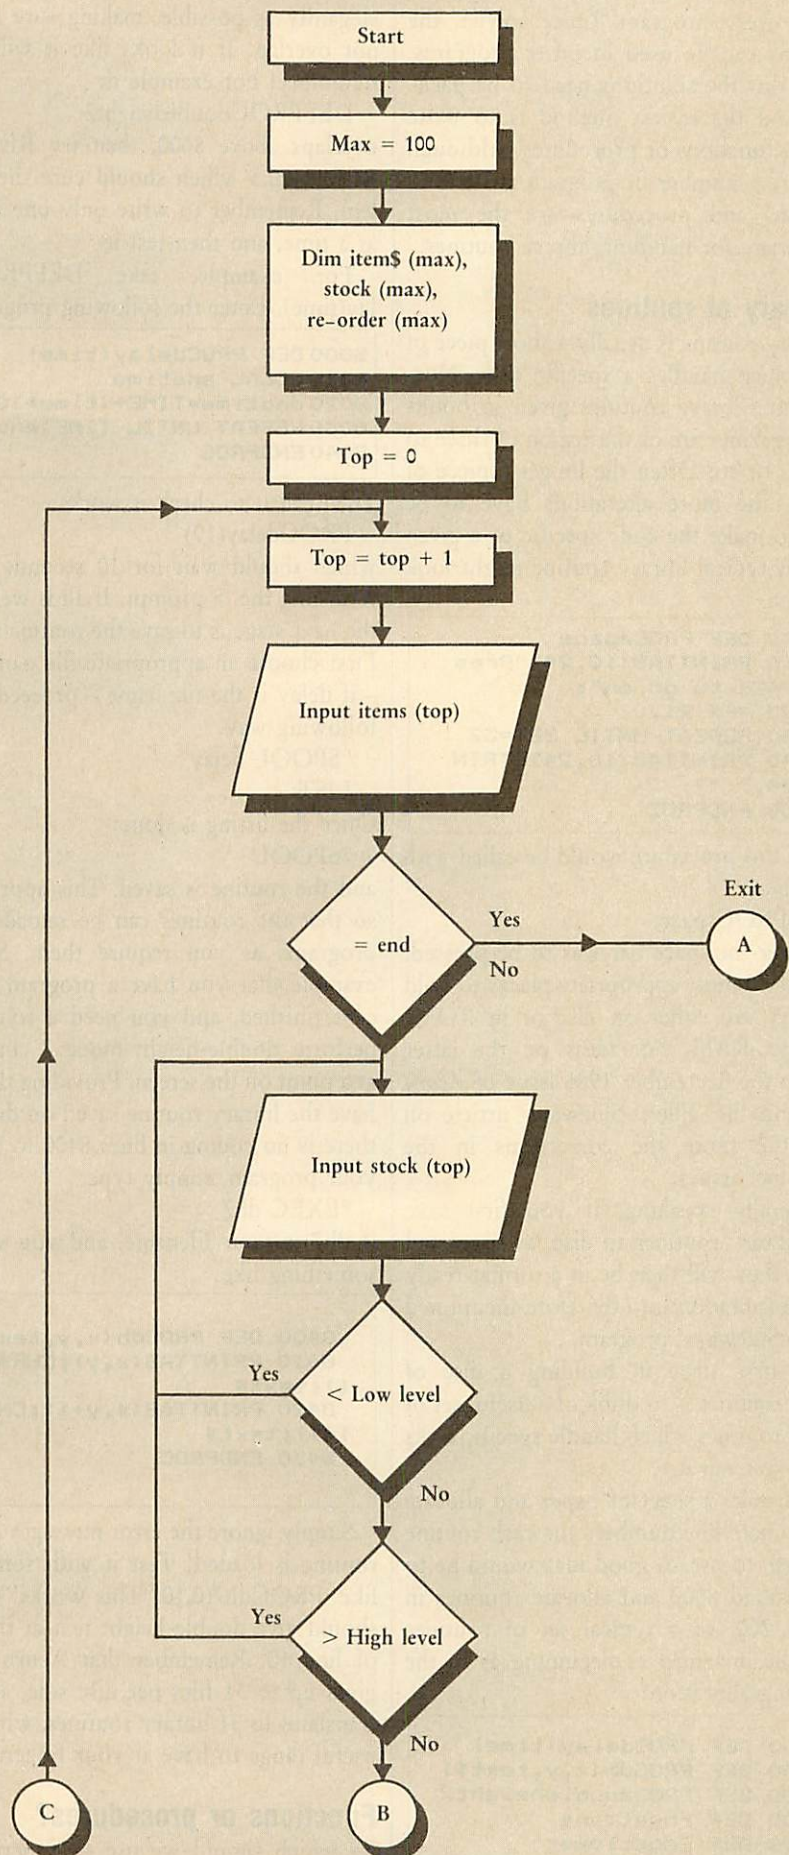 Start
Max = 100
Dim item$ (max),
stock (max),
re-order (max)
Top = 0
Top = top + 1
Input items (top)
= end
Yes
No
Exit
A
Input stock (top)
< Low level
Yes
No
> High level
Yes
No
C
B